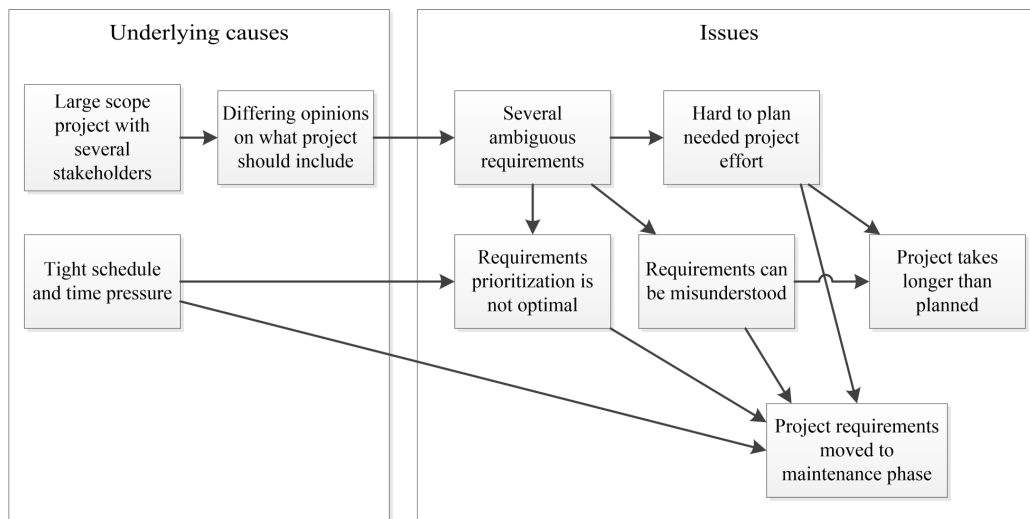 Underlying causes
Large scope
project with
several
stakeholders
Differing opinions
on what project
should include
Tight schedule
and time pressure
Issues
Several
ambiguous
requirements
Hard to plan
needed project
effort
Requirements
prioritization is
not optimal
Requirements can
be misunderstood
Project takes
longer than
planned
Project requirements
moved to
maintenance phase